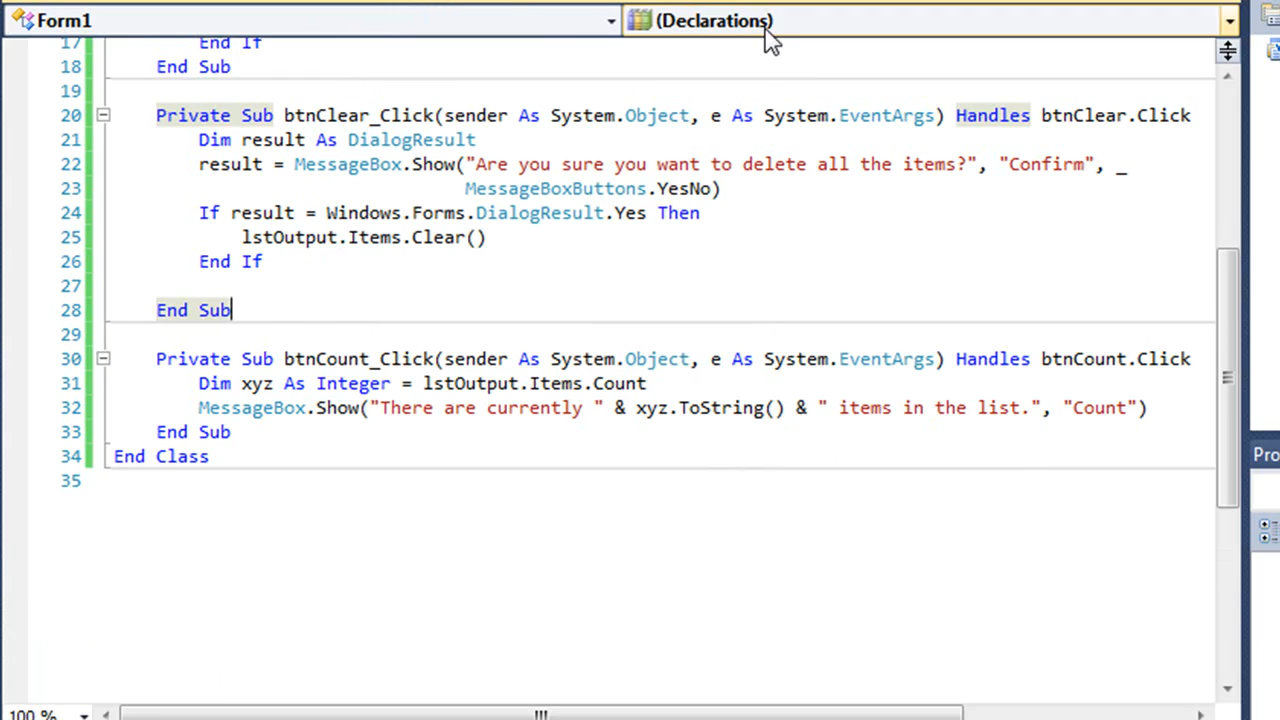 Form1 (Declarations)
17 End If
18 End Sub
19
20 Private Sub btnClear_Click(sender As System.Object, e As System.EventArgs) Handles btnClear.Click
21 Dim result As DialogResult
22 result = MessageBox.Show("Are you sure you want to delete all the items?", "Confirm", _
23 MessageBoxButtons.YesNo)
24 If result = Windows.Forms.DialogResult.Yes Then
25 lstOutput.Items.Clear()
26 End If
27
28 End Sub
29
30 Private Sub btnCount_Click(sender As System.Object, e As System.EventArgs) Handles btnCount.Click
31 Dim xyz As Integer = lstOutput.Items.Count
32 MessageBox.Show("There are currently " & xyz.ToString() & " items in the list.", "Count")
33 End Sub
34 End Class
35
Pro
100 %